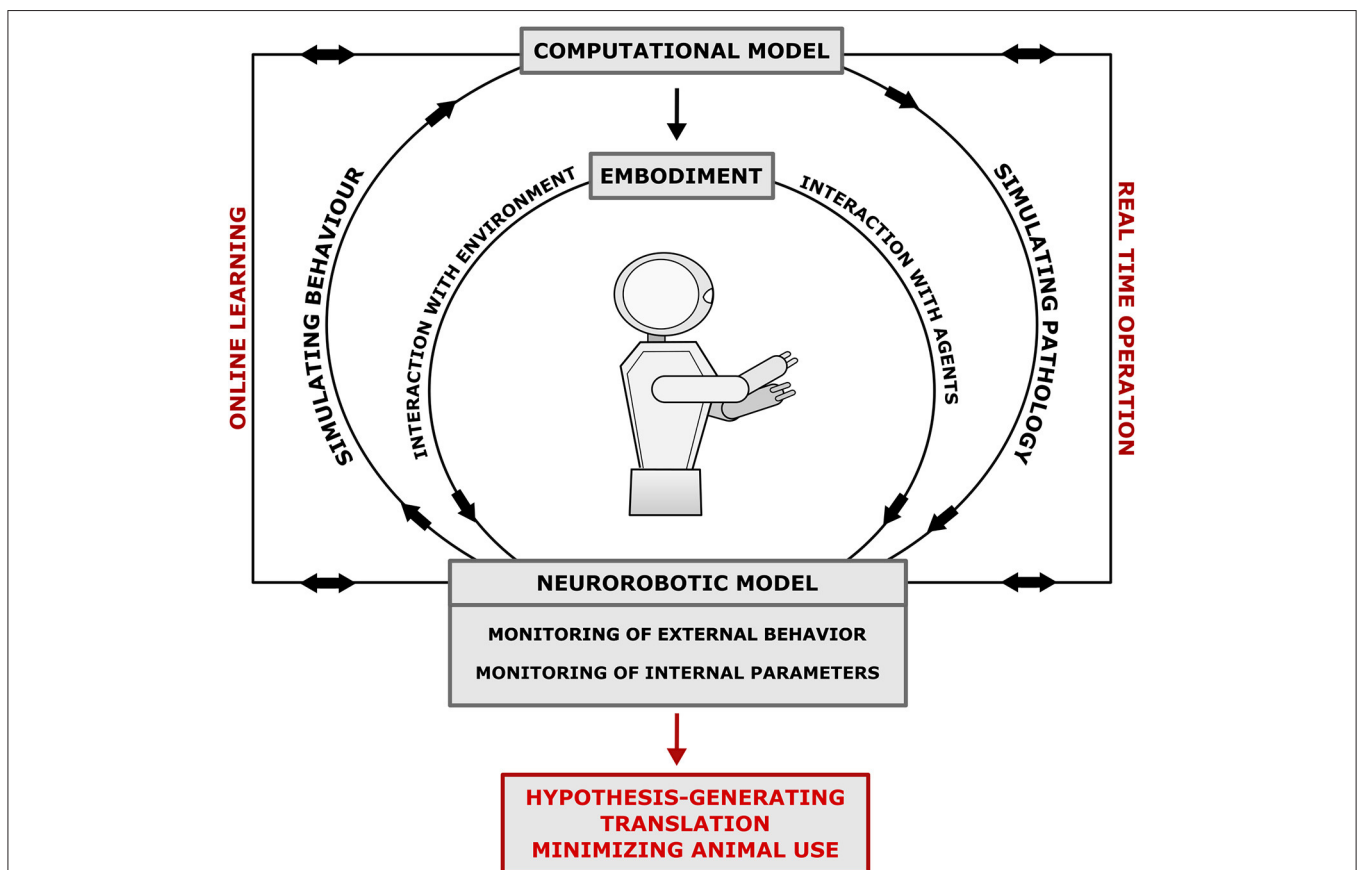 COMPUTATIONAL MODEL
EMBODIMENT
ONLINE LEARNING
SIMULATING BEHAVIOUR
INTERACTION WITH ENVIRONMENT
INTERACTION WITH AGENTS
SIMULATING PATHOLOGY
REAL TIME OPERATION
NEUROROBOTIC MODEL
MONITORING OF EXTERNAL BEHAVIOR
MONITORING OF INTERNAL PARAMETERS
HYPOTHESIS-GENERATING
TRANSLATION
MINIMIZING ANIMAL USE